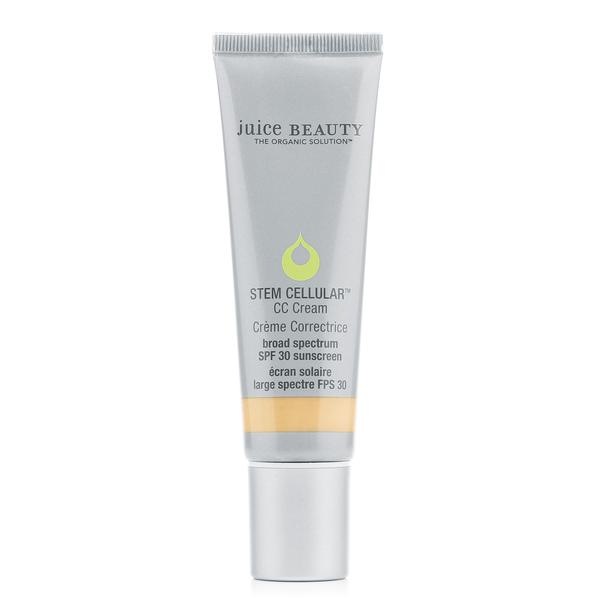 juice BEAUTY
THE ORGANIC SOLUTION™
STEM CELLULAR™
CC Cream
Crème Correctrice
broad spectrum
SPF 30 sunscreen
écran solaire
large spectre FPS 30